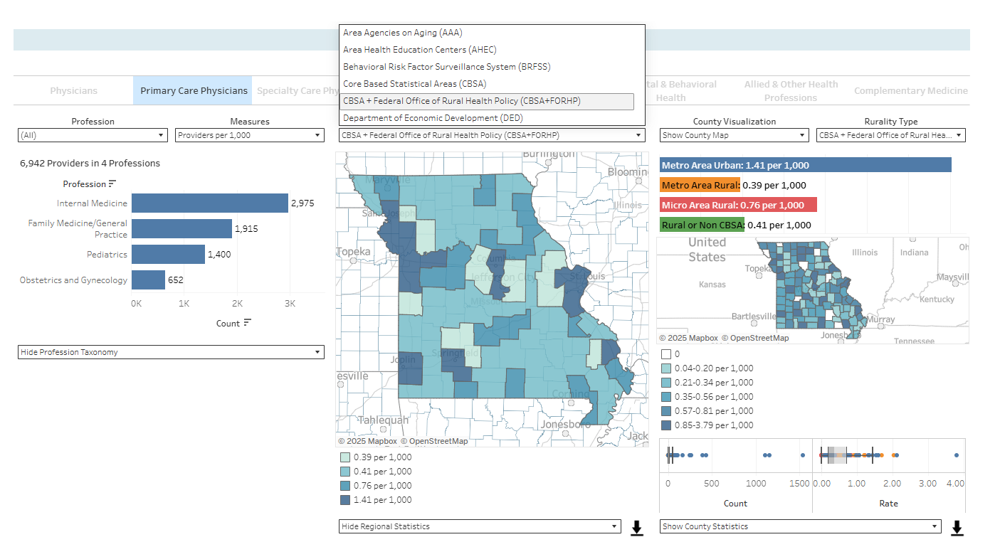 Area Agencies on Aging (AAA)
Area Health Education Centers (AHEC)
Behavioral Risk Factor Surveillance System (BRFSS)
Core Based Statistical Areas (CBSA)
CBSA + Federal Office of Rural Health Policy (CBSA+FORHP)
Department of Economic Development (DED)
Physicians
Primary Care Physicians
Specialty Care Phy
tal & Behavioral
Health
Allied & Other Health
Professions
Complementary Medicine
Profession
(All)
Measures
Providers per 1,000
CBSA + Federal Office of Rural Health Policy (CBSA+FORHP)
County Visualization
Show County Map
Rurality Type
CBSA + Federal Office of Rural Hea...
6,942 Providers in 4 Professions
Profession
Internal Medicine
2,975
Family Medicine/General
Practice
1,915
Pediatrics
1,400
Obstetrics and Gynecology
652
0K
1K
2K
3K
Count
Hide Profession Taxonomy
Burlington
Bloomin
Maryville
Illinois
Saint Joseph
Topeka
Columbia
Jefferson City
St. Louis
Missouri
Springfield
Joplin
esville
Corning
Tahlequah
Jonesboro
Jack
© 2025 Mapbox © OpenStreetMap
0.39 per 1,000
0.41 per 1,000
0.76 per 1,000
1.41 per 1,000
Hide Regional Statistics
Metro Area Urban: 1.41 per 1,000
Metro Area Rural: 0.39 per 1,000
Micro Area Rural: 0.76 per 1,000
Rural or Non CBSA: 0.41 per 1,000
United
States
Illinois
Indiana
Oh
Topeka
Kansas
Maysvill
Kentucky
Bartlesville
Murray
Jonesbo
Tennessee
© 2025 Mapbox © OpenStreetMap
0
0.04-0.20 per 1,000
0.21-0.34 per 1,000
0.35-0.56 per 1,000
0.57-0.81 per 1,000
0.85-3.79 per 1,000
0
500
1000
1500
Count
0.00
1.00
2.00
3.00
4.00
Rate
Show County Statistics